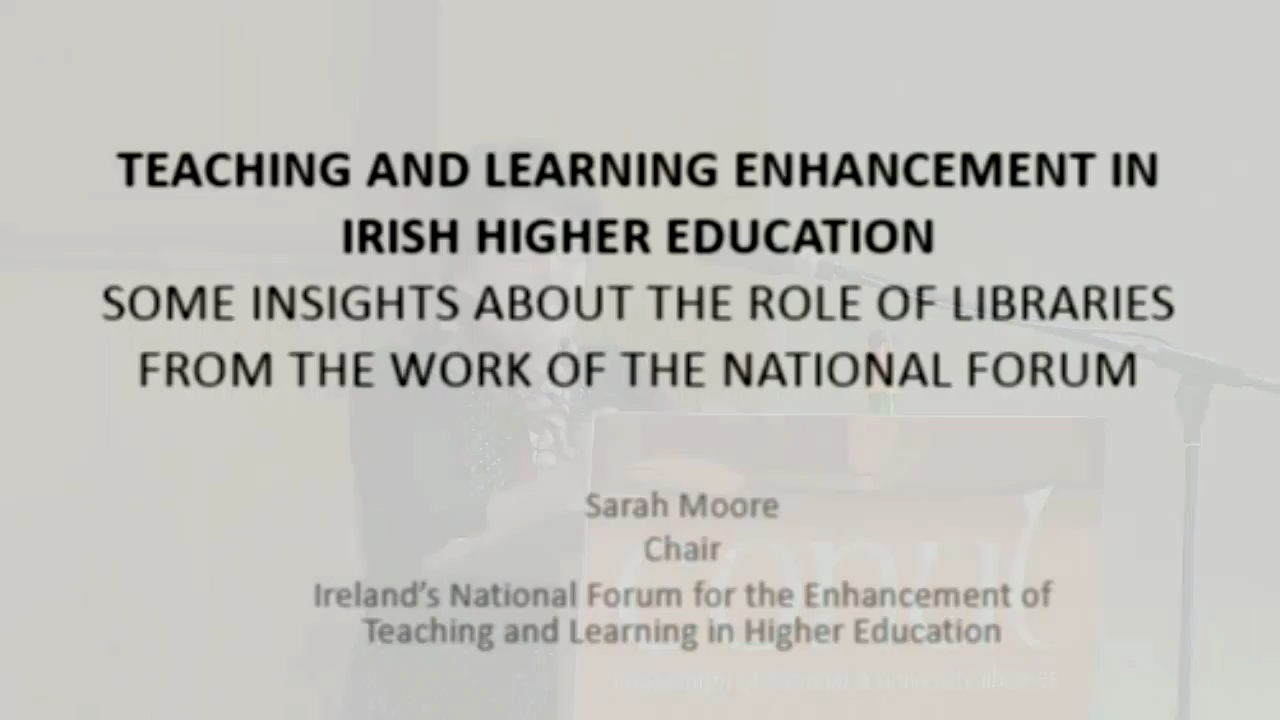 TEACHING AND LEARNING ENHANCEMENT IN
IRISH HIGHER EDUCATION
SOME INSIGHTS ABOUT THE ROLE OF LIBRARIES
FROM THE WORK OF THE NATIONAL FORUM
Sarah Moore
Chair
Ireland's National Forum for the Enhancement of
Teaching and Learning in Higher Education
conul